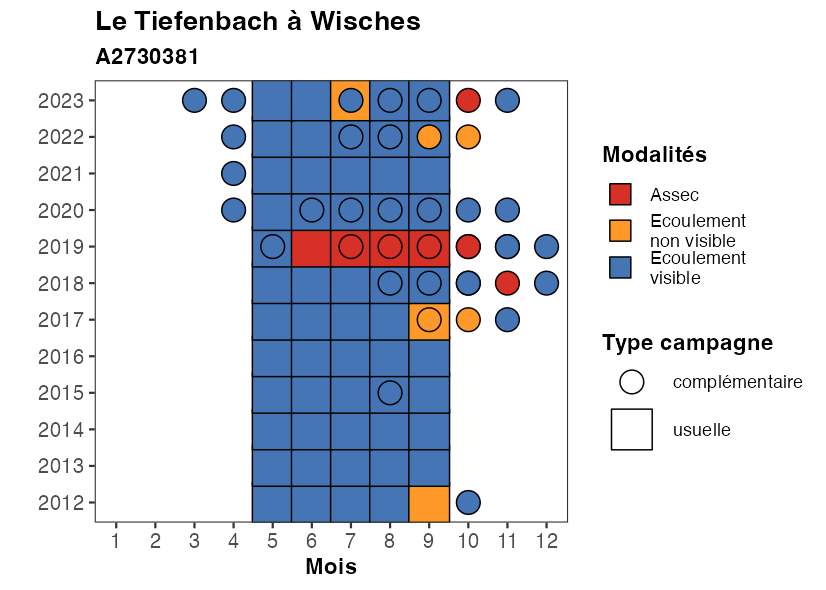 Le Tiefenbach à Wisches
A2730381
2023
2022
2021
2020
2019
2018
2017
2016
2015
2014
2013
2012
1 2 3 4 5 6 7 8 9 10 11 12
Mois
Modalités
Assec
Ecoulement
non visible
Ecoulement
visible
Type campagne
complémentaire
usuelle